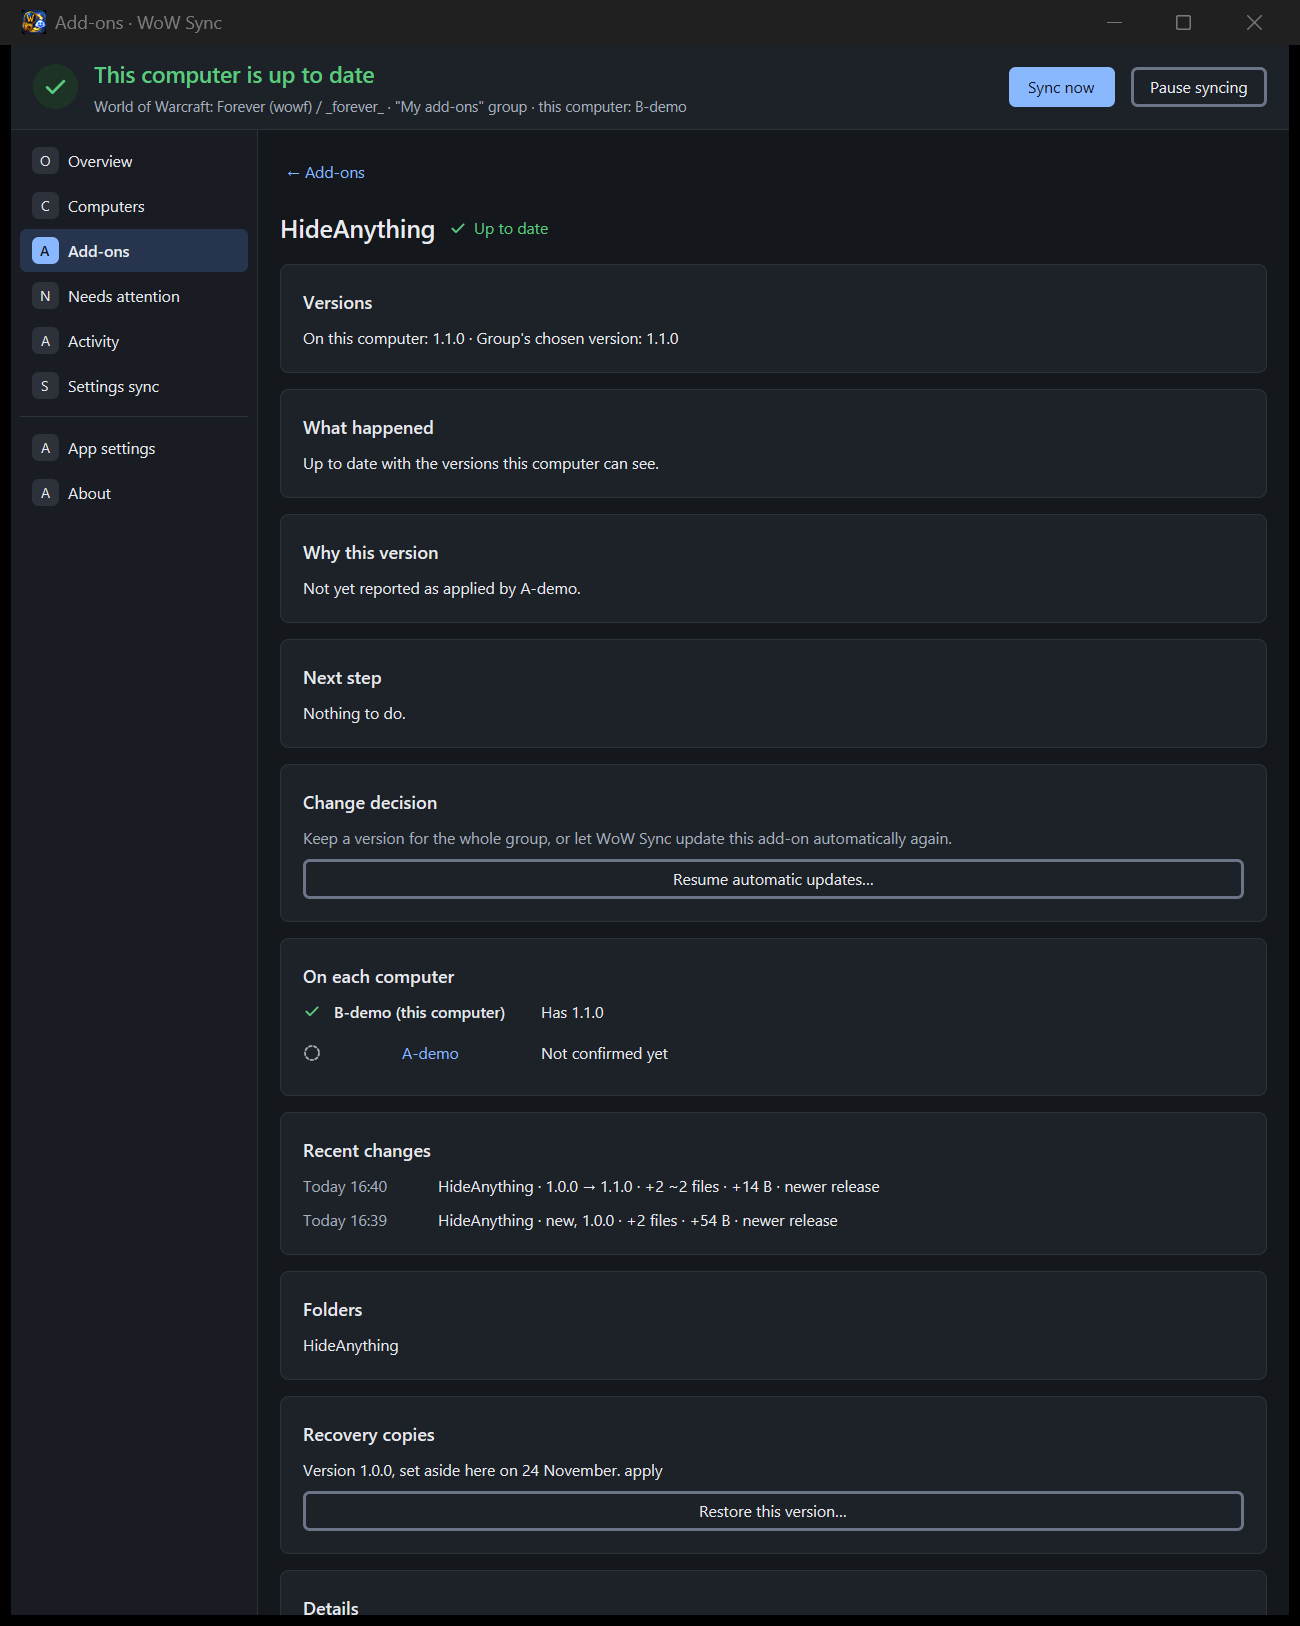 Add-ons · WoW Sync
This computer is up to date
World of Warcraft: Forever (wowf) / _forever_ · "My add-ons" group · this computer: B-demo
Sync now
Pause syncing
O Overview
C Computers
A Add-ons
N Needs attention
A Activity
S Settings sync
A App settings
A About
← Add-ons
HideAnything
Up to date
Versions
On this computer: 1.1.0 · Group's chosen version: 1.1.0
What happened
Up to date with the versions this computer can see.
Why this version
Not yet reported as applied by A-demo.
Next step
Nothing to do.
Change decision
Keep a version for the whole group, or let WoW Sync update this add-on automatically again.
Resume automatic updates...
On each computer
B-demo (this computer) Has 1.1.0
A-demo Not confirmed yet
Recent changes
Today 16:40 HideAnything · 1.0.0 → 1.1.0 · +2 ~2 files · +14 B · newer release
Today 16:39 HideAnything · new, 1.0.0 · +2 files · +54 B · newer release
Folders
HideAnything
Recovery copies
Version 1.0.0, set aside here on 24 November. apply
Restore this version...
Details